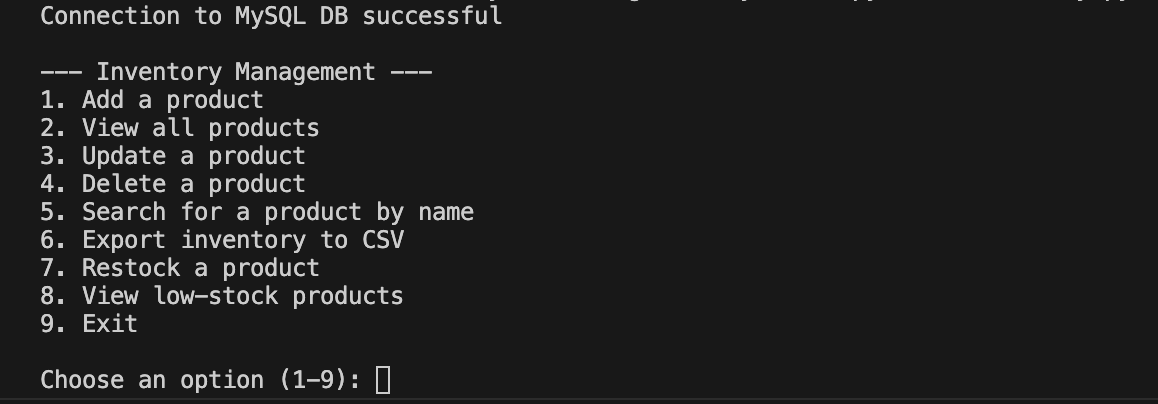 Connection to MySQL DB successful
--- Inventory Management ---
1. Add a product
2. View all products
3. Update a product
4. Delete a product
5. Search for a product by name
6. Export inventory to CSV
7. Restock a product
8. View low-stock products
9. Exit
Choose an option (1-9):